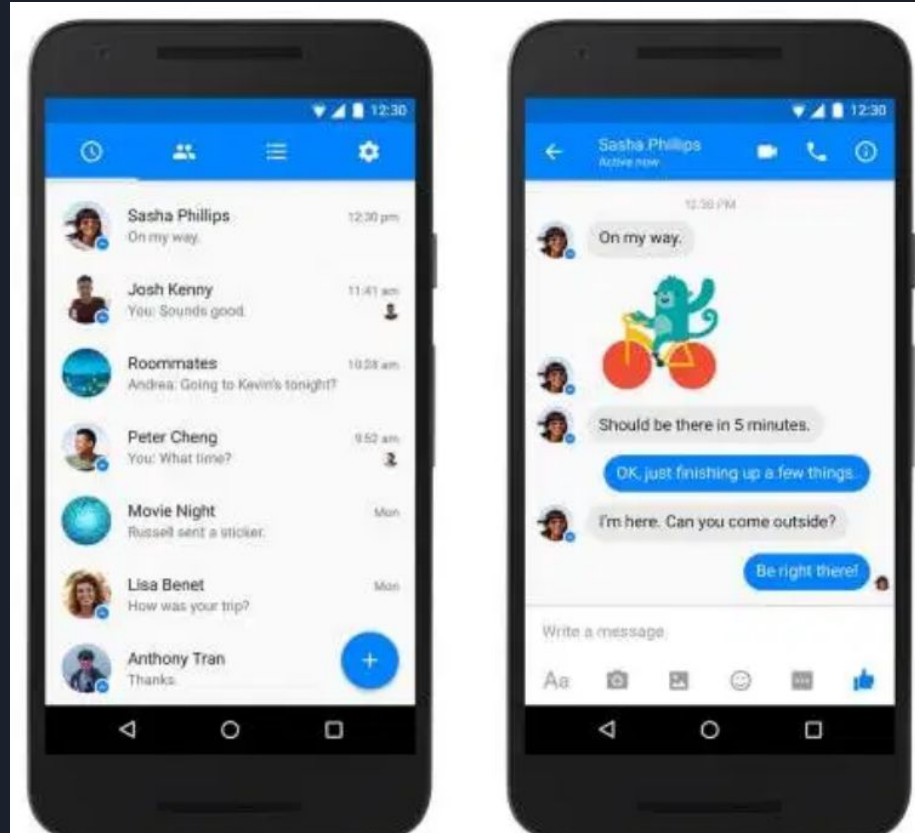 12:30
Sasha Phillips
12:30 pm
On my way.
Josh Kenny
11:41 am
You: Sounds good.
Roommates
10:28 am
Andrea: Going to Kevin's tonight?
Peter Cheng
9:52 am
You: What time?
Movie Night
Mon
Russell sent a sticker.
Lisa Benet
Mon
How was your trip?
Anthony Tran
Thanks.
+
12:30
Sasha Phillips
Active now
12:30 PM
On my way.
Should be there in 5 minutes.
OK, just finishing up a few things.
I'm here. Can you come outside?
Be right there!
Write a message
Aa